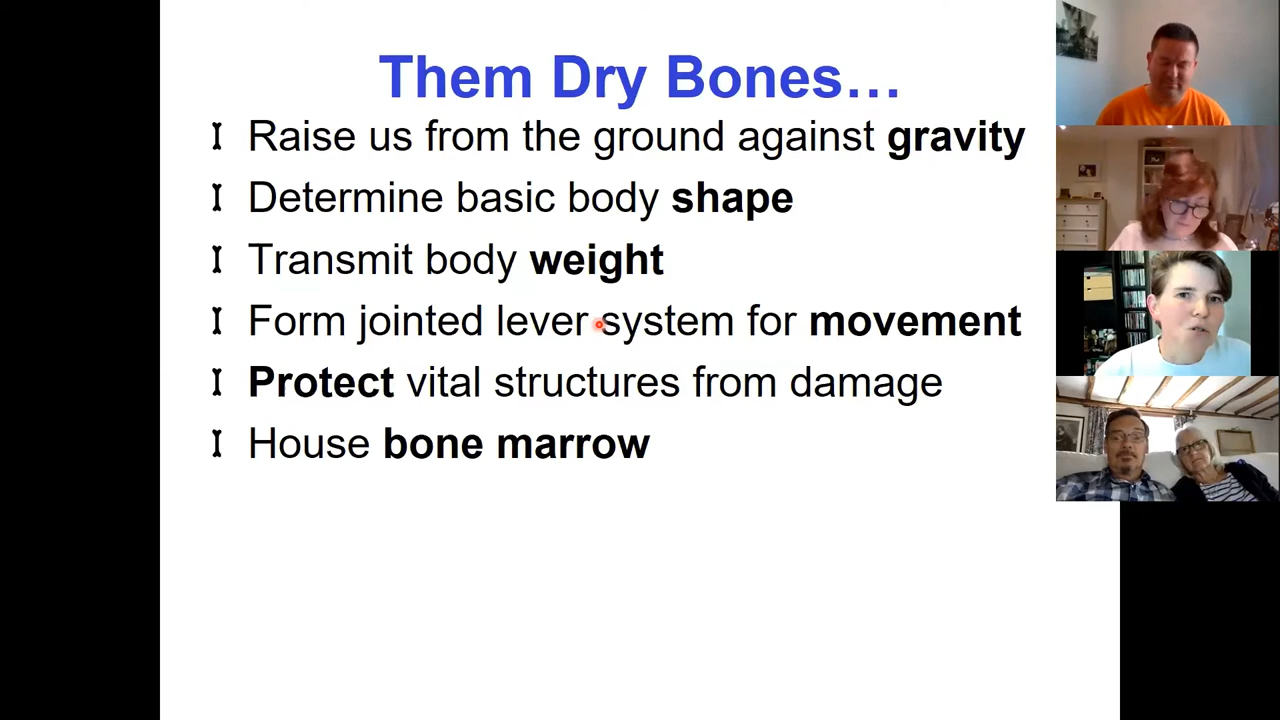 Them Dry Bones…
Raise us from the ground against gravity
Determine basic body shape
Transmit body weight
Form jointed lever system for movement
Protect vital structures from damage
House bone marrow